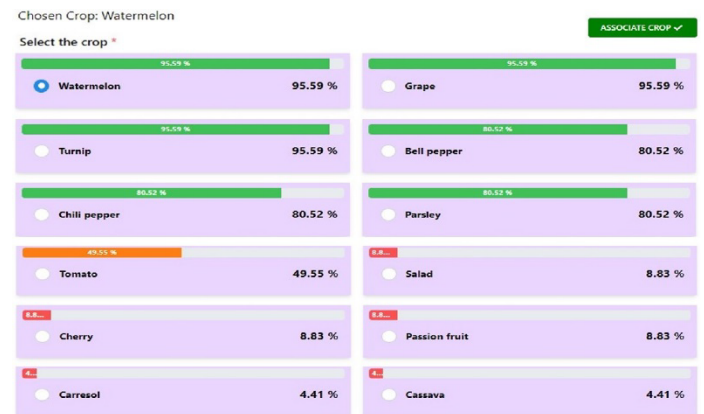 Chosen Crop: Watermelon
ASSOCIATE CROP ✓
Select the crop *
95.59 %
Watermelon 95.59 %
95.59 %
Grape 95.59 %
95.59 %
Turnip 95.59 %
80.52 %
Bell pepper 80.52 %
80.52 %
Chili pepper 80.52 %
80.52 %
Parsley 80.52 %
49.55 %
Tomato 49.55 %
8.8...
Salad 8.83 %
8.8...
Cherry 8.83 %
8.8...
Passion fruit 8.83 %
4...
Carresol 4.41 %
4...
Cassava 4.41 %